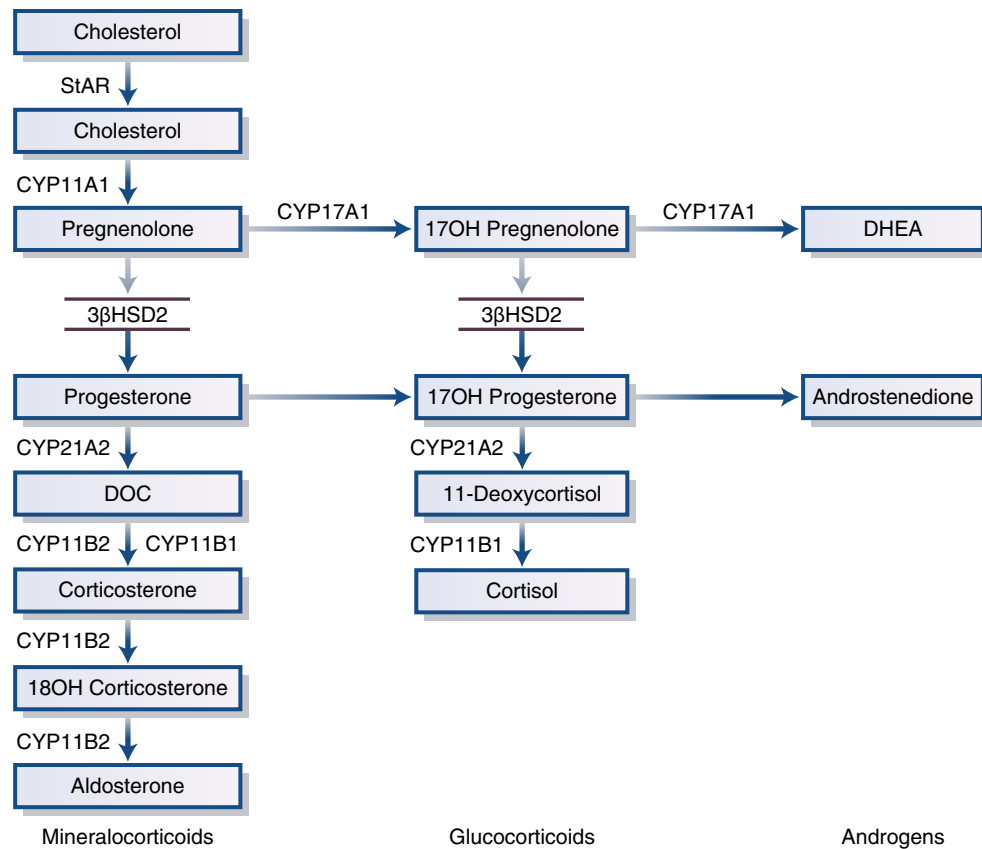 Cholesterol
StAR
Cholesterol
CYP11A1
CYP17A1
CYP17A1
Pregnenolone
17OH Pregnenolone
DHEA
3βHSD2
3βHSD2
Progesterone
17OH Progesterone
Androstenedione
CYP21A2
CYP21A2
DOC
11-Deoxycortisol
CYP11B2
CYP11B1
CYP11B1
Corticosterone
Cortisol
CYP11B2
18OH Corticosterone
CYP11B2
Aldosterone
Mineralocorticoids
Glucocorticoids
Androgens